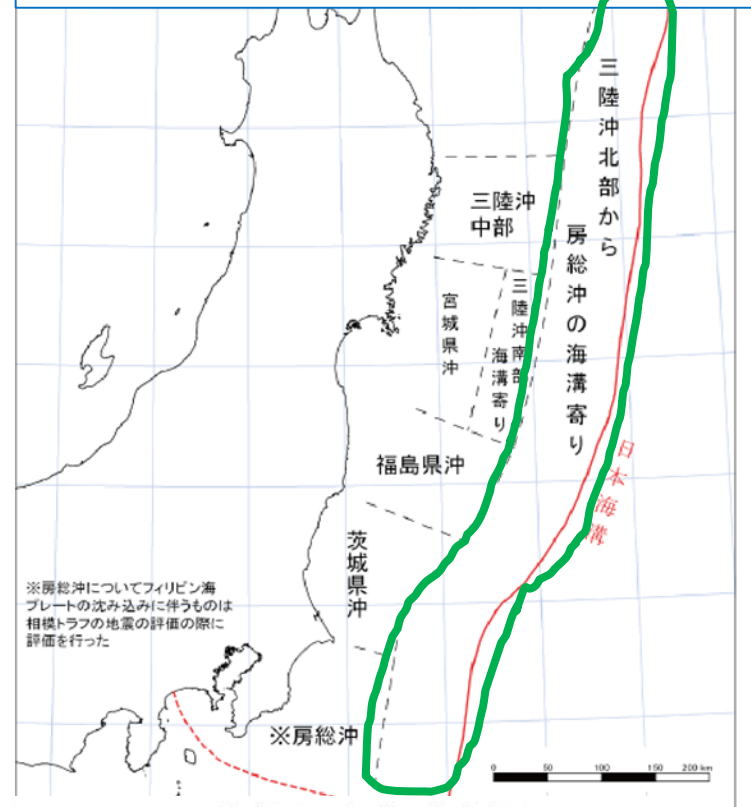 三陸沖北部から
房総沖の海溝寄り
三陸沖
中部
宮城県沖
三陸沖南部
海溝寄り
福島県沖
日本海溝
茨城県沖
※房総沖についてフィリピン海
プレートの沈み込みに伴うものは
相模トラフの地震の評価の際に
評価を行った
※房総沖
0 50 100 150 200 km